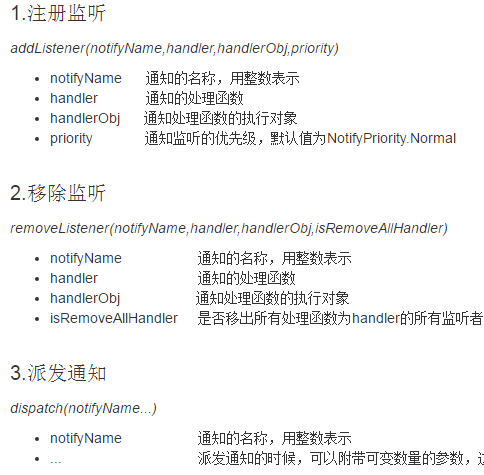 1.注册监听
addListener(notifyName,handler,handlerObj,priority)
notifyName 通知的名称，用整数表示
handler 通知的处理函数
handlerObj 通知处理函数的执行对象
priority 通知监听的优先级，默认值为NotifyPriority.Normal
2.移除监听
removeListener(notifyName,handler,handlerObj,isRemoveAllHandler)
notifyName 通知的名称，用整数表示
handler 通知的处理函数
handlerObj 通知处理函数的执行对象
isRemoveAllHandler 是否移出所有处理函数为handler的所有监听者
3.派发通知
dispatch(notifyName...)
notifyName 通知的名称，用整数表示
... 派发通知的时候，可以附带可变数量的参数，